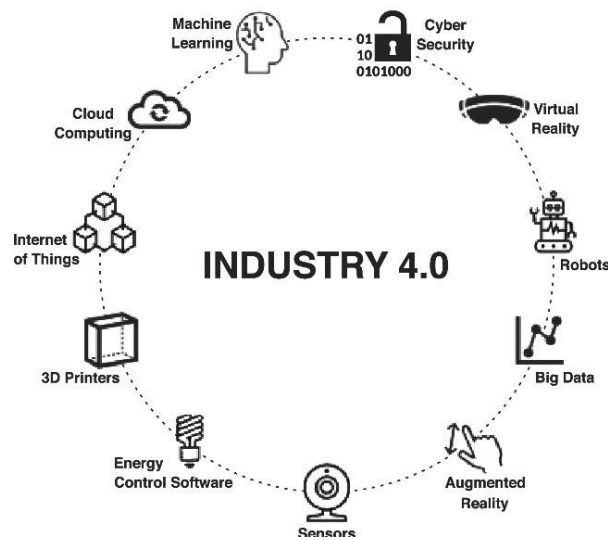 Machine
Learning
01
10
0101000
Cyber
Security
Cloud
Computing
Virtual
Reality
Internet
of Things
INDUSTRY 4.0
Robots
3D Printers
Big Data
Energy
Control Software
Augmented
Reality
Sensors